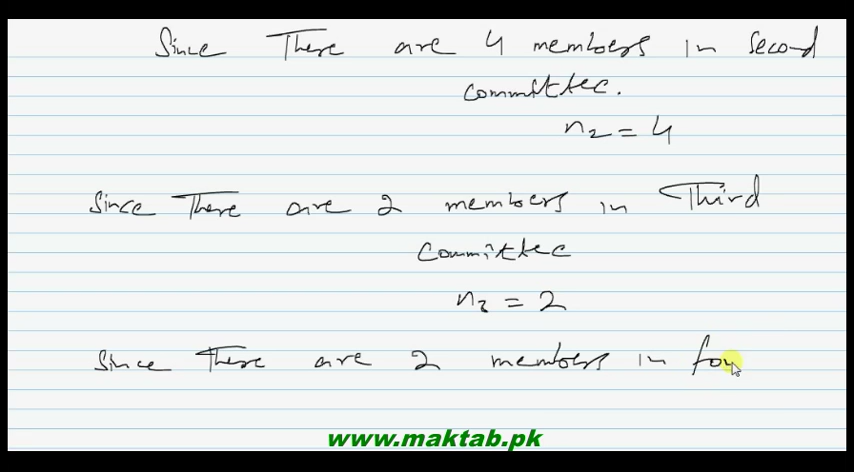 Since There are 4 members in second
committee.
n₂ = 4
Since There are 2 members in Third
Committee
n₃ = 2
Since There are 2 members in fou
www.maktab.pk